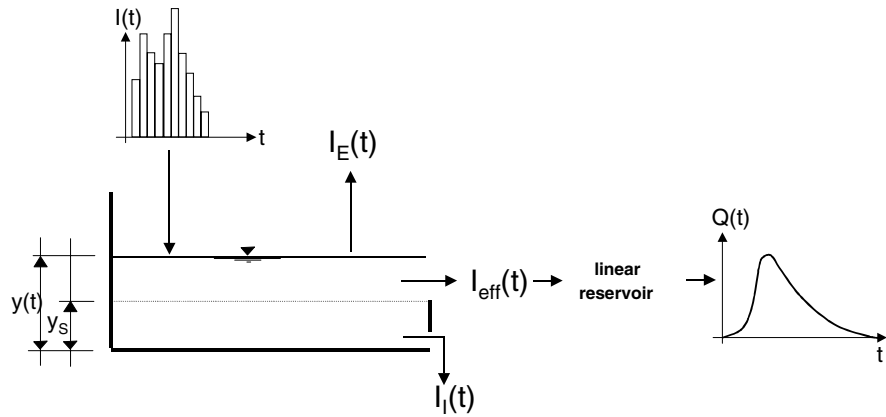 I(t)
t
I_E(t)
Q(t)
I_eff(t)
linear
reservoir
y(t)
y_S
t
I_I(t)